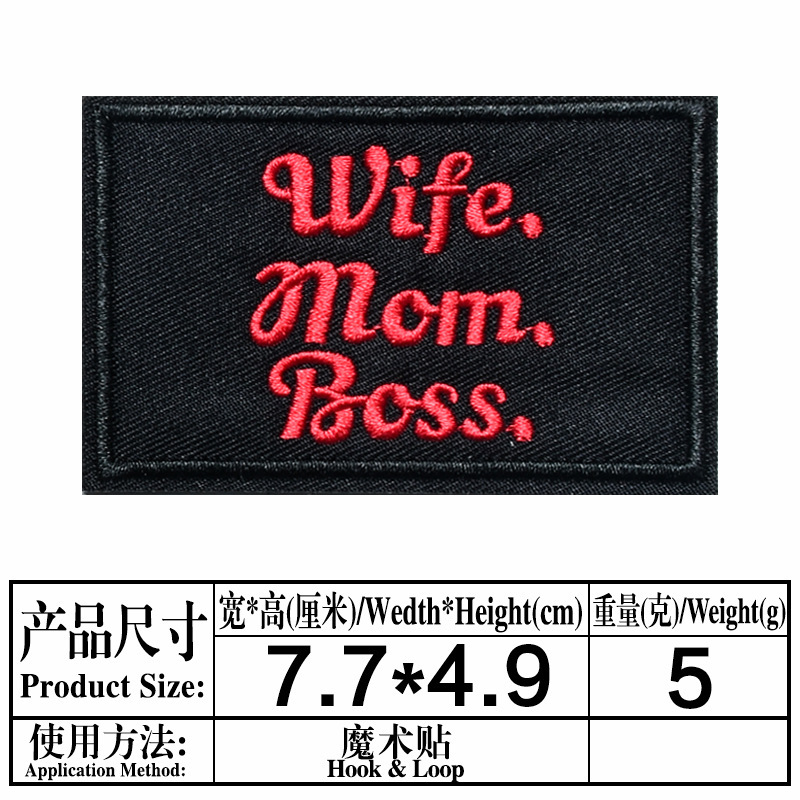 Wife.
Mom.
Boss.
产品尺寸
Product Size:
宽*高(厘米)/Wedth*Height(cm)
重量(克)/Weight(g)
7.7*4.9
5
使用方法:
Application Method:
魔术贴
Hook & Loop